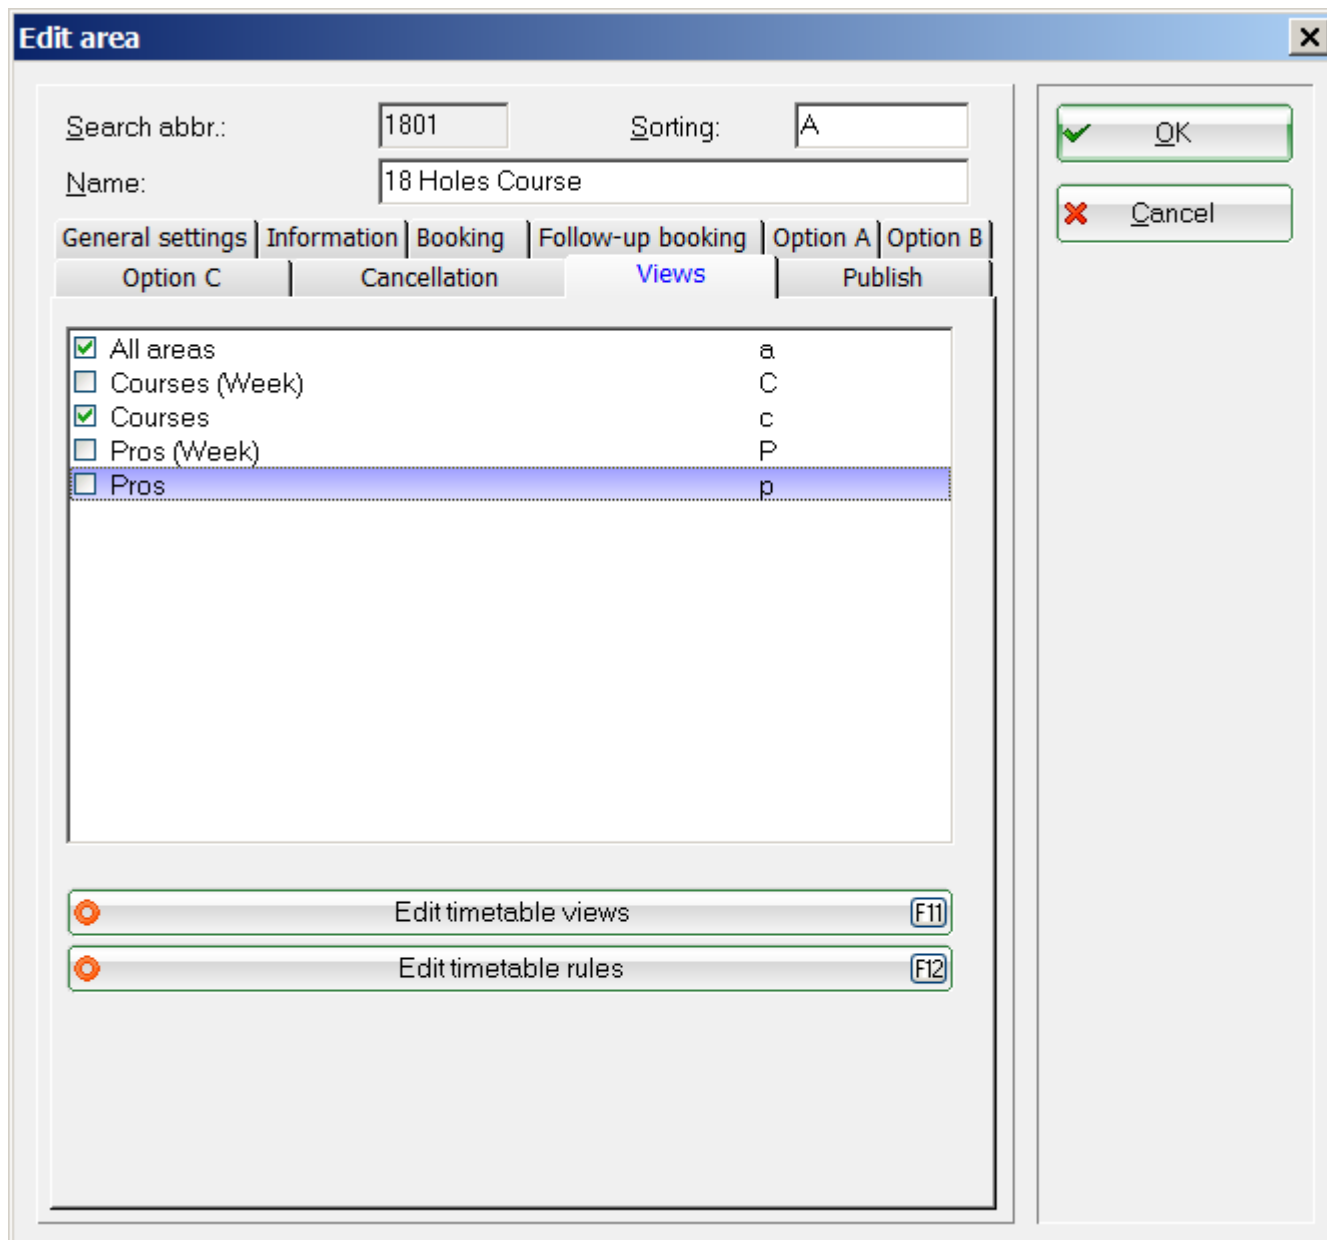 Edit area
Search abbr.: 1801 Sorting: A
Name: 18 Holes Course
General settings Information Booking Follow-up booking Option A Option B
Option C Cancellation Views Publish
All areas a
Courses (Week) C
Courses c
Pros (Week) P
Pros p
Edit timetable views F11
Edit timetable rules F12
OK
Cancel